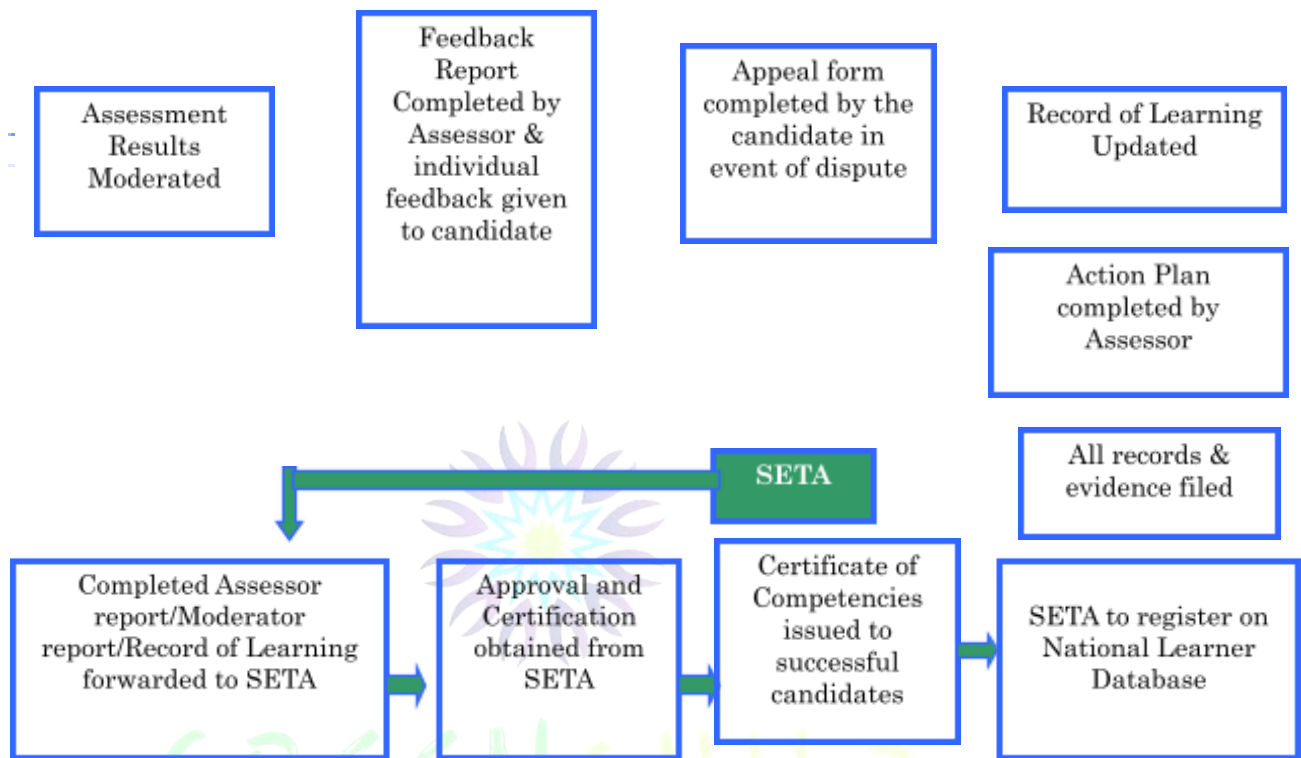 Assessment
Results
Moderated
Feedback
Report
Completed by
Assessor &
individual
feedback given
to candidate
Appeal form
completed by the
candidate in
event of dispute
Record of Learning
Updated
Action Plan
completed by
Assessor
All records &
evidence filed
SETA
Completed Assessor
report/Moderator
report/Record of Learning
forwarded to SETA
Approval and
Certification
obtained from
SETA
Certificate of
Competencies
issued to
successful
candidates
SETA to register on
National Learner
Database